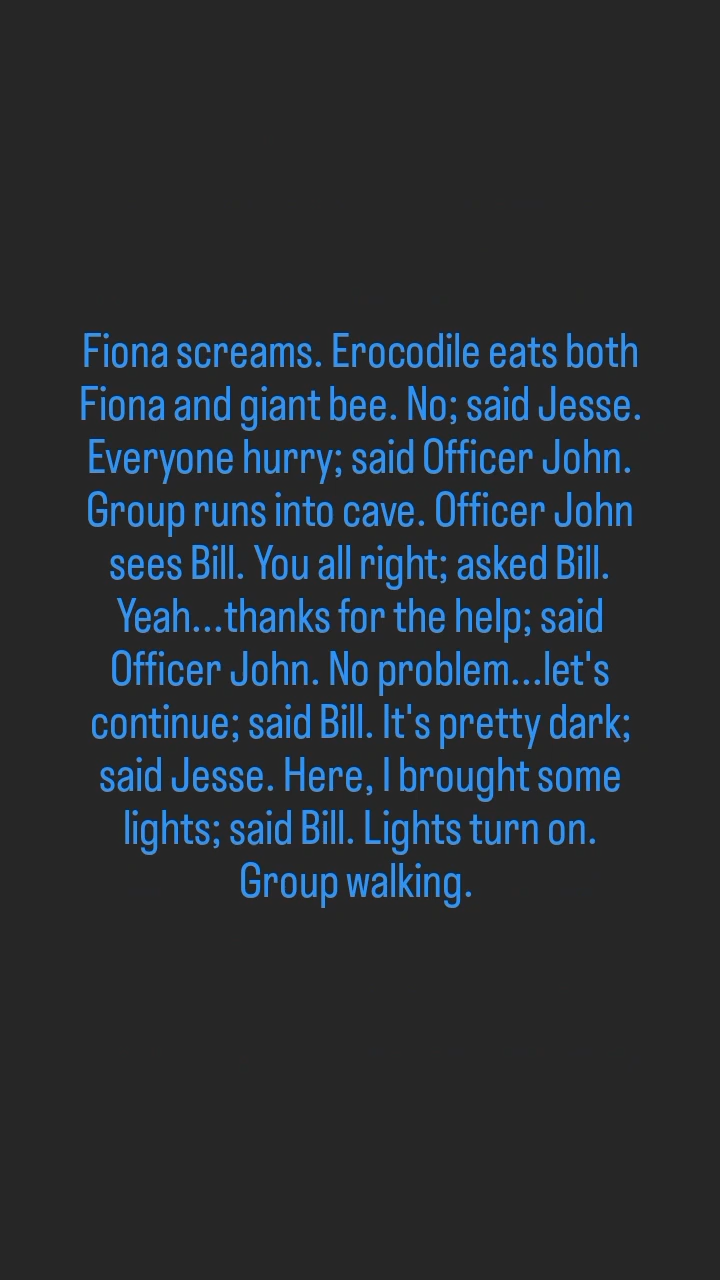 Fiona screams. Erocodile eats both
Fiona and giant bee. No; said Jesse.
Everyone hurry; said Officer John.
Group runs into cave. Officer John
sees Bill. You all right; asked Bill.
Yeah...thanks for the help; said
Officer John. No problem...let's
continue; said Bill. It's pretty dark;
said Jesse. Here, I brought some
lights; said Bill. Lights turn on.
Group walking.